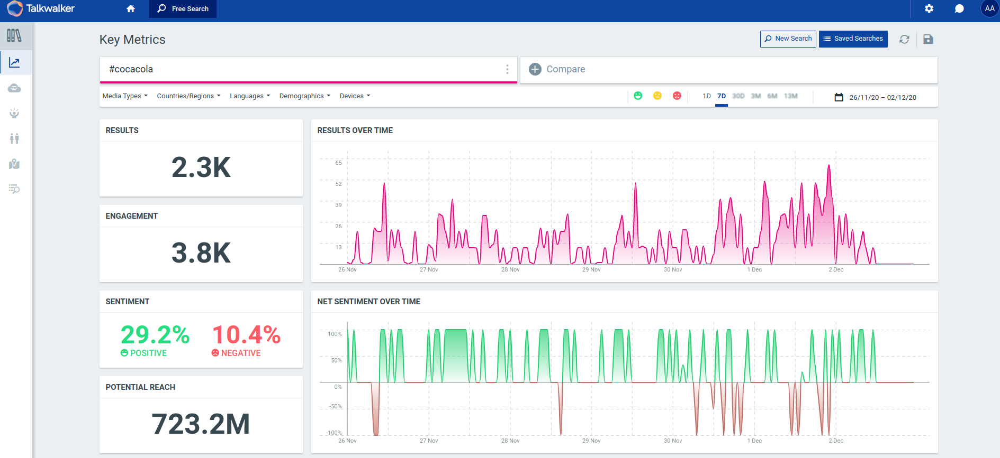 Talkwalker
Free Search
AA
Key Metrics
New Search
Saved Searches
#cocacola
Compare
Media Types
Countries/Regions
Languages
Demographics
Devices
1D
7D
30D
3M
6M
13M
26/11/20 – 02/12/20
RESULTS
2.3K
RESULTS OVER TIME
65
52
39
26
13
26 Nov
27 Nov
28 Nov
29 Nov
30 Nov
1 Dec
2 Dec
ENGAGEMENT
3.8K
SENTIMENT
29.2%
POSITIVE
10.4%
NEGATIVE
NET SENTIMENT OVER TIME
100%
50%
0%
-50%
-100%
26 Nov
27 Nov
28 Nov
29 Nov
30 Nov
1 Dec
2 Dec
POTENTIAL REACH
723.2M